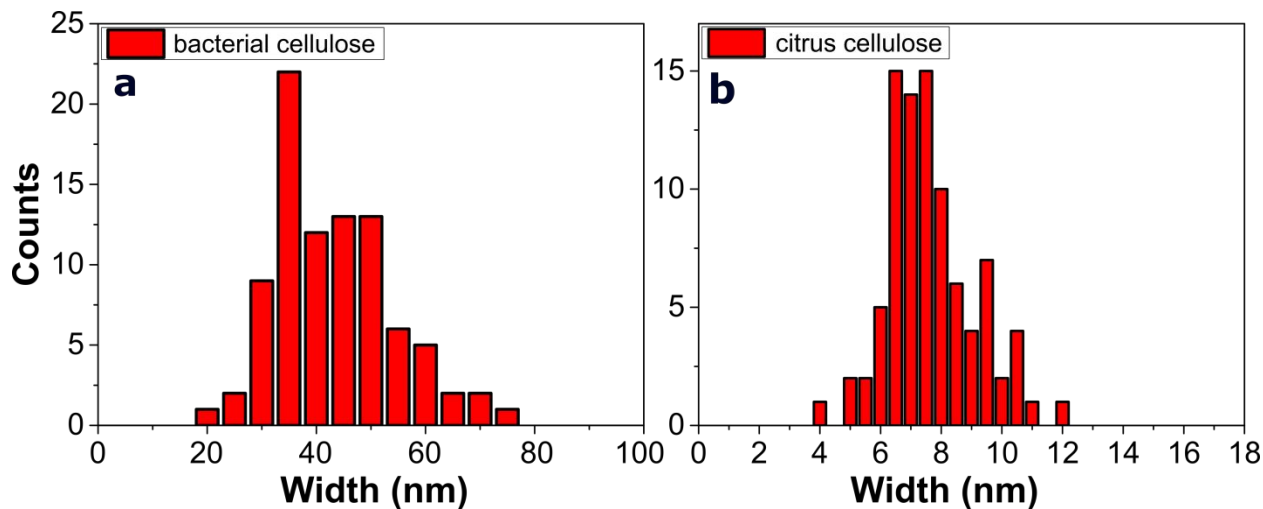 bacterial cellulose
a
25
20
15
10
5
0
Counts
0 20 40 60 80 100
Width (nm)
citrus cellulose
b
15
10
5
0
0 2 4 6 8 10 12 14 16 18
Width (nm)